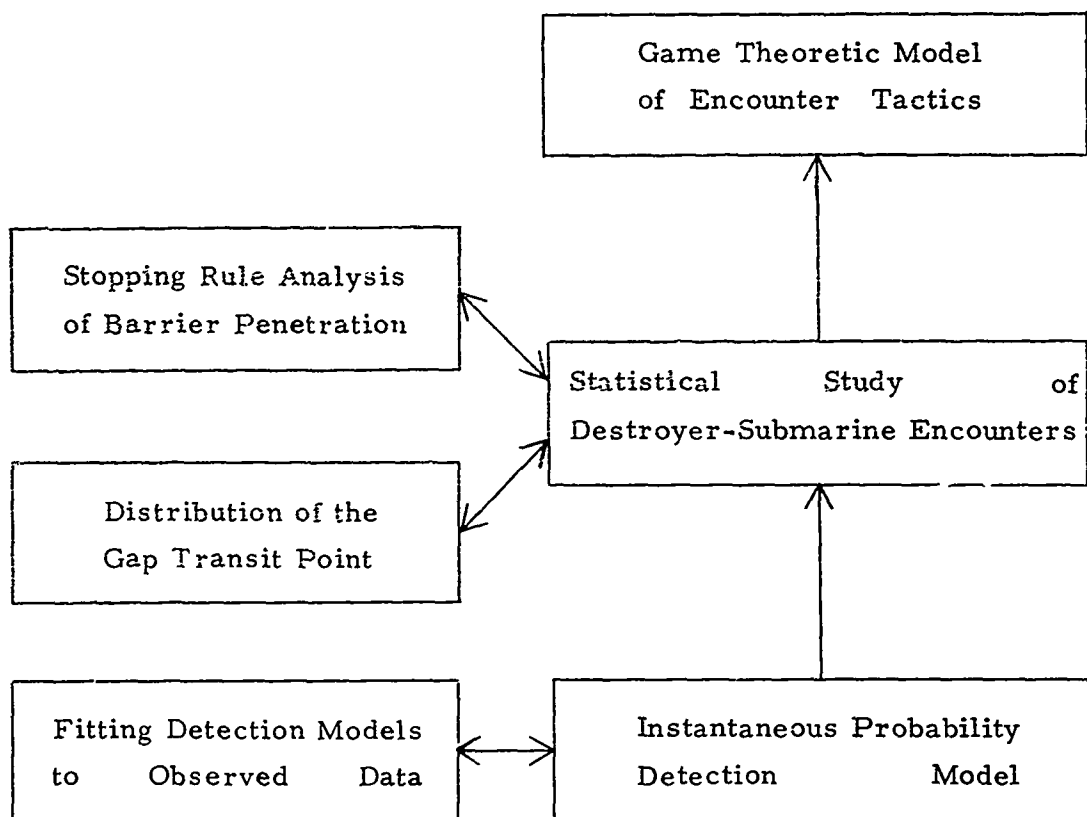 Game Theoretic Model
of Encounter Tactics
Stopping Rule Analysis
of Barrier Penetration
Statistical Study of
Destroyer-Submarine Encounters
Distribution of the
Gap Transit Point
Fitting Detection Models
to Observed Data
Instantaneous Probability
Detection Model